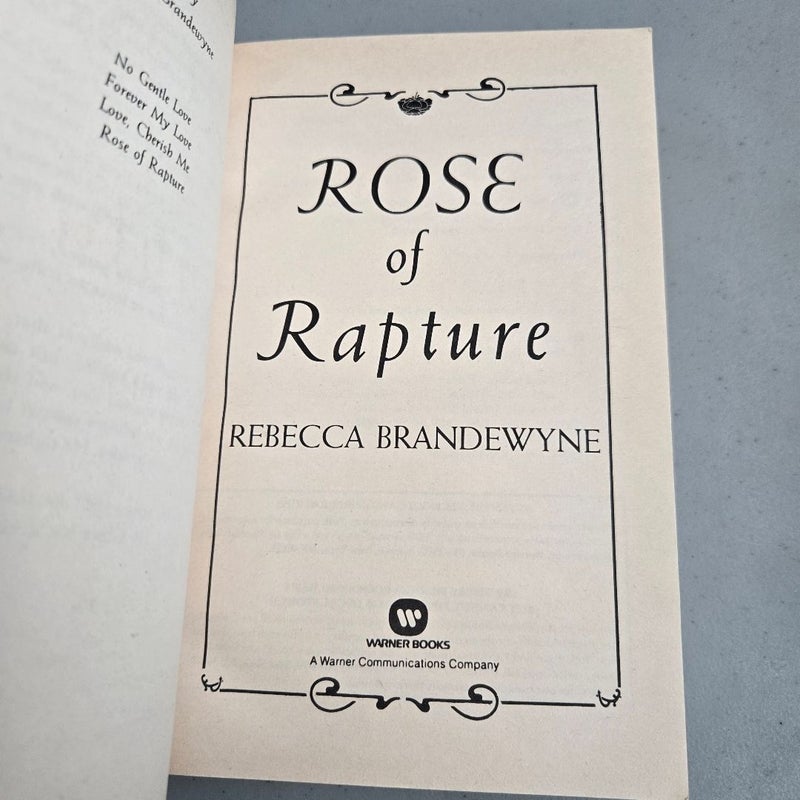 Brandewyne
No Gentle Love
Forever My Love
Love, Cherish Me
Rose of Rapture
ROSE
of
Rapture
REBECCA BRANDEWYNE
WARNER BOOKS
A Warner Communications Company